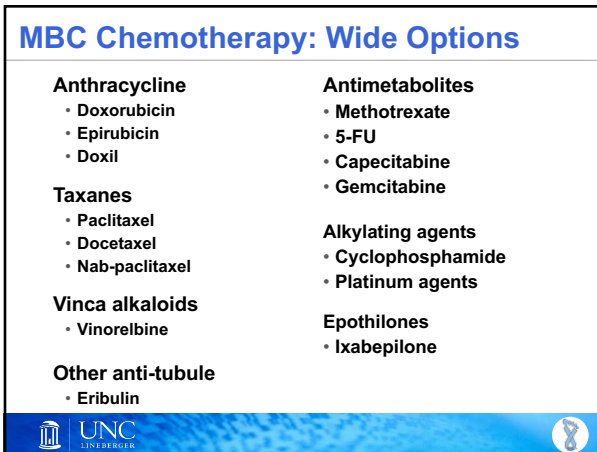 MBC Chemotherapy: Wide Options
Anthracycline
• Doxorubicin
• Epirubicin
• Doxil
Taxanes
• Paclitaxel
• Docetaxel
• Nab-paclitaxel
Vinca alkaloids
• Vinorelbine
Other anti-tubule
• Eribulin
Antimetabolites
• Methotrexate
• 5-FU
• Capecitabine
• Gemcitabine
Alkylating agents
• Cyclophosphamide
• Platinum agents
Epothilones
• Ixabepilone
UNC
LINEBERGER